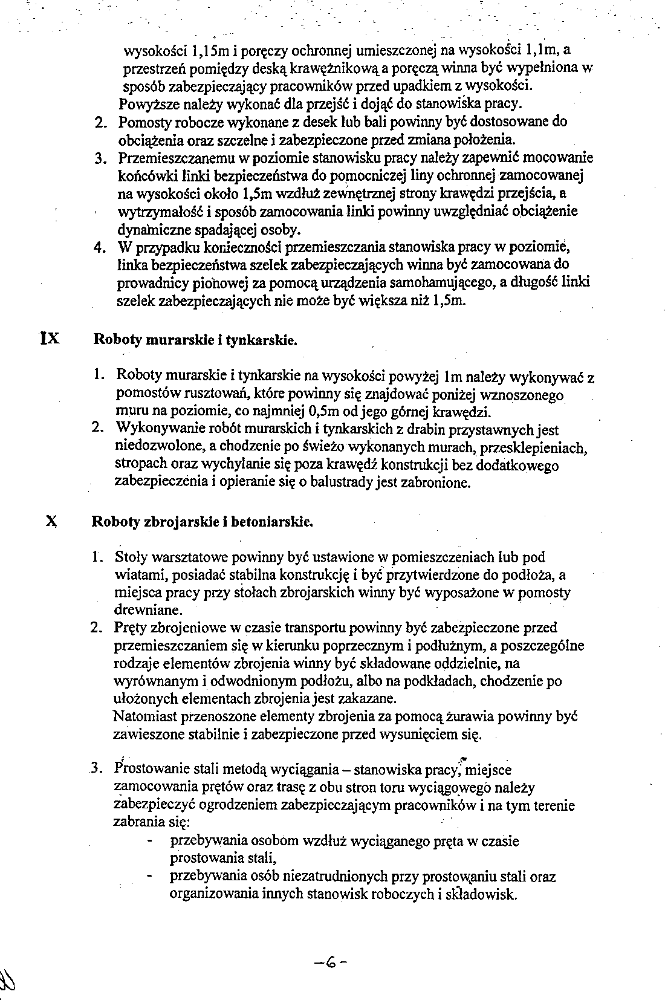 wysokości 1,15m i poręczy ochronnej umieszczonej na wysokości 1,1m, a
przestrzeń pomiędzy deską krawężnikową a poręczą winna być wypełniona w
sposób zabezpieczający pracowników przed upadkiem z wysokości.
Powyższe należy wykonać dla przejść i dojąć do stanowiska pracy.
2. Pomosty robocze wykonane z desek lub bali powinny być dostosowane do
obciążenia oraz szczelne i zabezpieczone przed zmiana położenia.
3. Przemieszczanemu w poziomie stanowisku pracy należy zapewnić mocowanie
końcówki linki bezpieczeństwa do pomocniczej liny ochronnej zamocowanej
na wysokości około 1,5m wzdłuż zewnętrznej strony krawędzi przejścia, a
wytrzymałość i sposób zamocowania linki powinny uwzględniać obciążenie
dynamiczne spadającej osoby.
4. W przypadku konieczności przemieszczania stanowiska pracy w poziomie,
linka bezpieczeństwa szelek zabezpieczających winna być zamocowana do
prowadnicy pionowej za pomocą urządzenia samohamującego, a długość linki
szelek zabezpieczających nie może być większa niż 1,5m.
IX Roboty murarskie i tynkarskie.
1. Roboty murarskie i tynkarskie na wysokości powyżej 1m należy wykonywać z
pomostów rusztowań, które powinny się znajdować poniżej wznoszonego
muru na poziomie, co najmniej 0,5m od jego górnej krawędzi.
2. Wykonywanie robót murarskich i tynkarskich z drabin przystawnych jest
niedozwolone, a chodzenie po świeżo wykonanych murach, przesklepieniach,
stropach oraz wychylanie się poza krawędź konstrukcji bez dodatkowego
zabezpieczenia i opieranie się o balustrady jest zabronione.
X Roboty zbrojarskie i betoniarskie.
1. Stoły warsztatowe powinny być ustawione w pomieszczeniach lub pod
wiatami, posiadać stabilna konstrukcję i być przytwierdzone do podłoża, a
miejsca pracy przy stołach zbrojarskich winny być wyposażone w pomosty
drewniane.
2. Pręty zbrojeniowe w czasie transportu powinny być zabezpieczone przed
przemieszczaniem się w kierunku poprzecznym i podłużnym, a poszczególne
rodzaje elementów zbrojenia winny być składowane oddzielnie, na
wyrównanym i odwodnionym podłożu, albo na podkładach, chodzenie po
ułożonych elementach zbrojenia jest zakazane.
Natomiast przenoszone elementy zbrojenia za pomocą żurawia powinny być
zawieszone stabilnie i zabezpieczone przed wysunięciem się.
3. Prostowanie stali metodą wyciągania – stanowiska pracy, miejsce
zamocowania prętów oraz trasę z obu stron toru wyciągowego należy
zabezpieczyć ogrodzeniem zabezpieczającym pracowników i na tym terenie
zabrania się:
- przebywania osobom wzdłuż wyciąganego pręta w czasie
prostowania stali,
- przebywania osób niezatrudnionych przy prostowaniu stali oraz
organizowania innych stanowisk roboczych i składowisk.
-6-